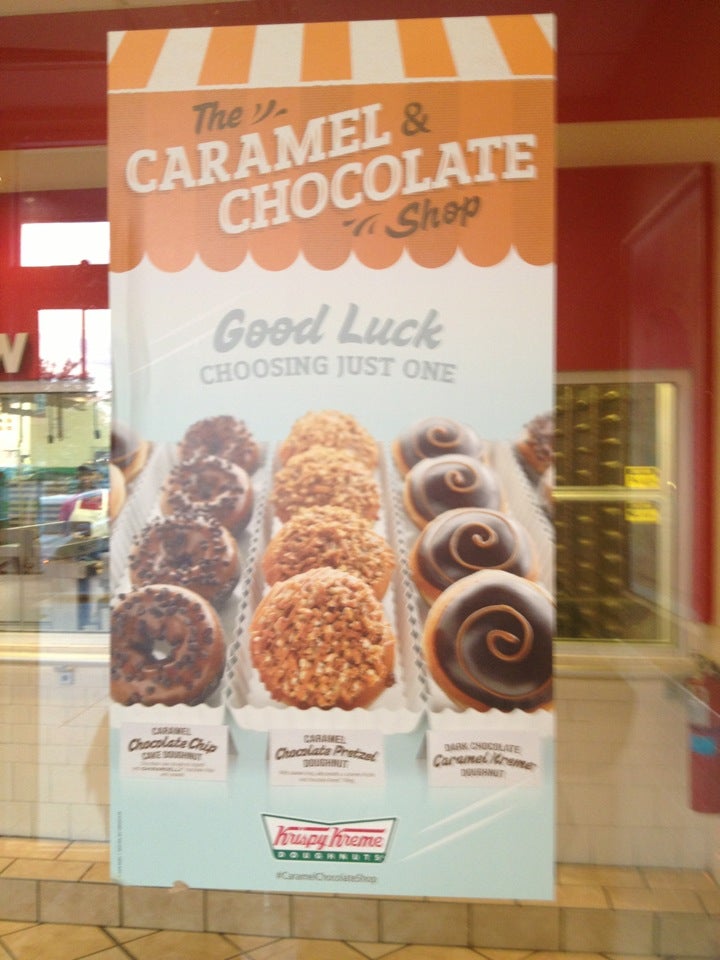 The
CARAMEL &
CHOCOLATE
Shop
Good Luck
CHOOSING JUST ONE
CARAMEL
Chocolate Chip
CAKE DOUGHNUT
CARAMEL
Chocolate Pretzel
DOUGHNUT
DARK CHOCOLATE
Caramel Kreme
DOUGHNUT
Krispy Kreme
DOUGHNUTS
#CaramelChocolateShop
W